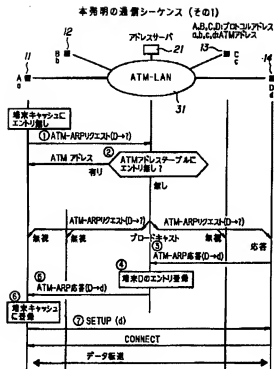 本発明の通信シーケンス(その1)
A,B,C,D:プロトコルアドレス
a,b,c,d:ATMアドレス
アドレスサーバ
11
12
21
13
14
A
a
B
b
C
c
D
d
ATM-LAN
31
端末キャッシュに
エントリ無し
① ATM-ARPリクエスト(D→?)
②
ATMアドレス
有り
ATMアドレステーブルに
エントリ無し?
無し
ATM-ARPリクエスト(D→?)
ATM-ARPリクエスト(D→?)
無視
無視
ブロードキャスト
無視
応答
③
ATM-ARP応答(D→d)
④
端末Dのエントリ登録
⑤
ATM-ARP応答(D→d)
⑥
端末キャッシュ
に登録
⑦ SETUP (d)
CONNECT
データ転送